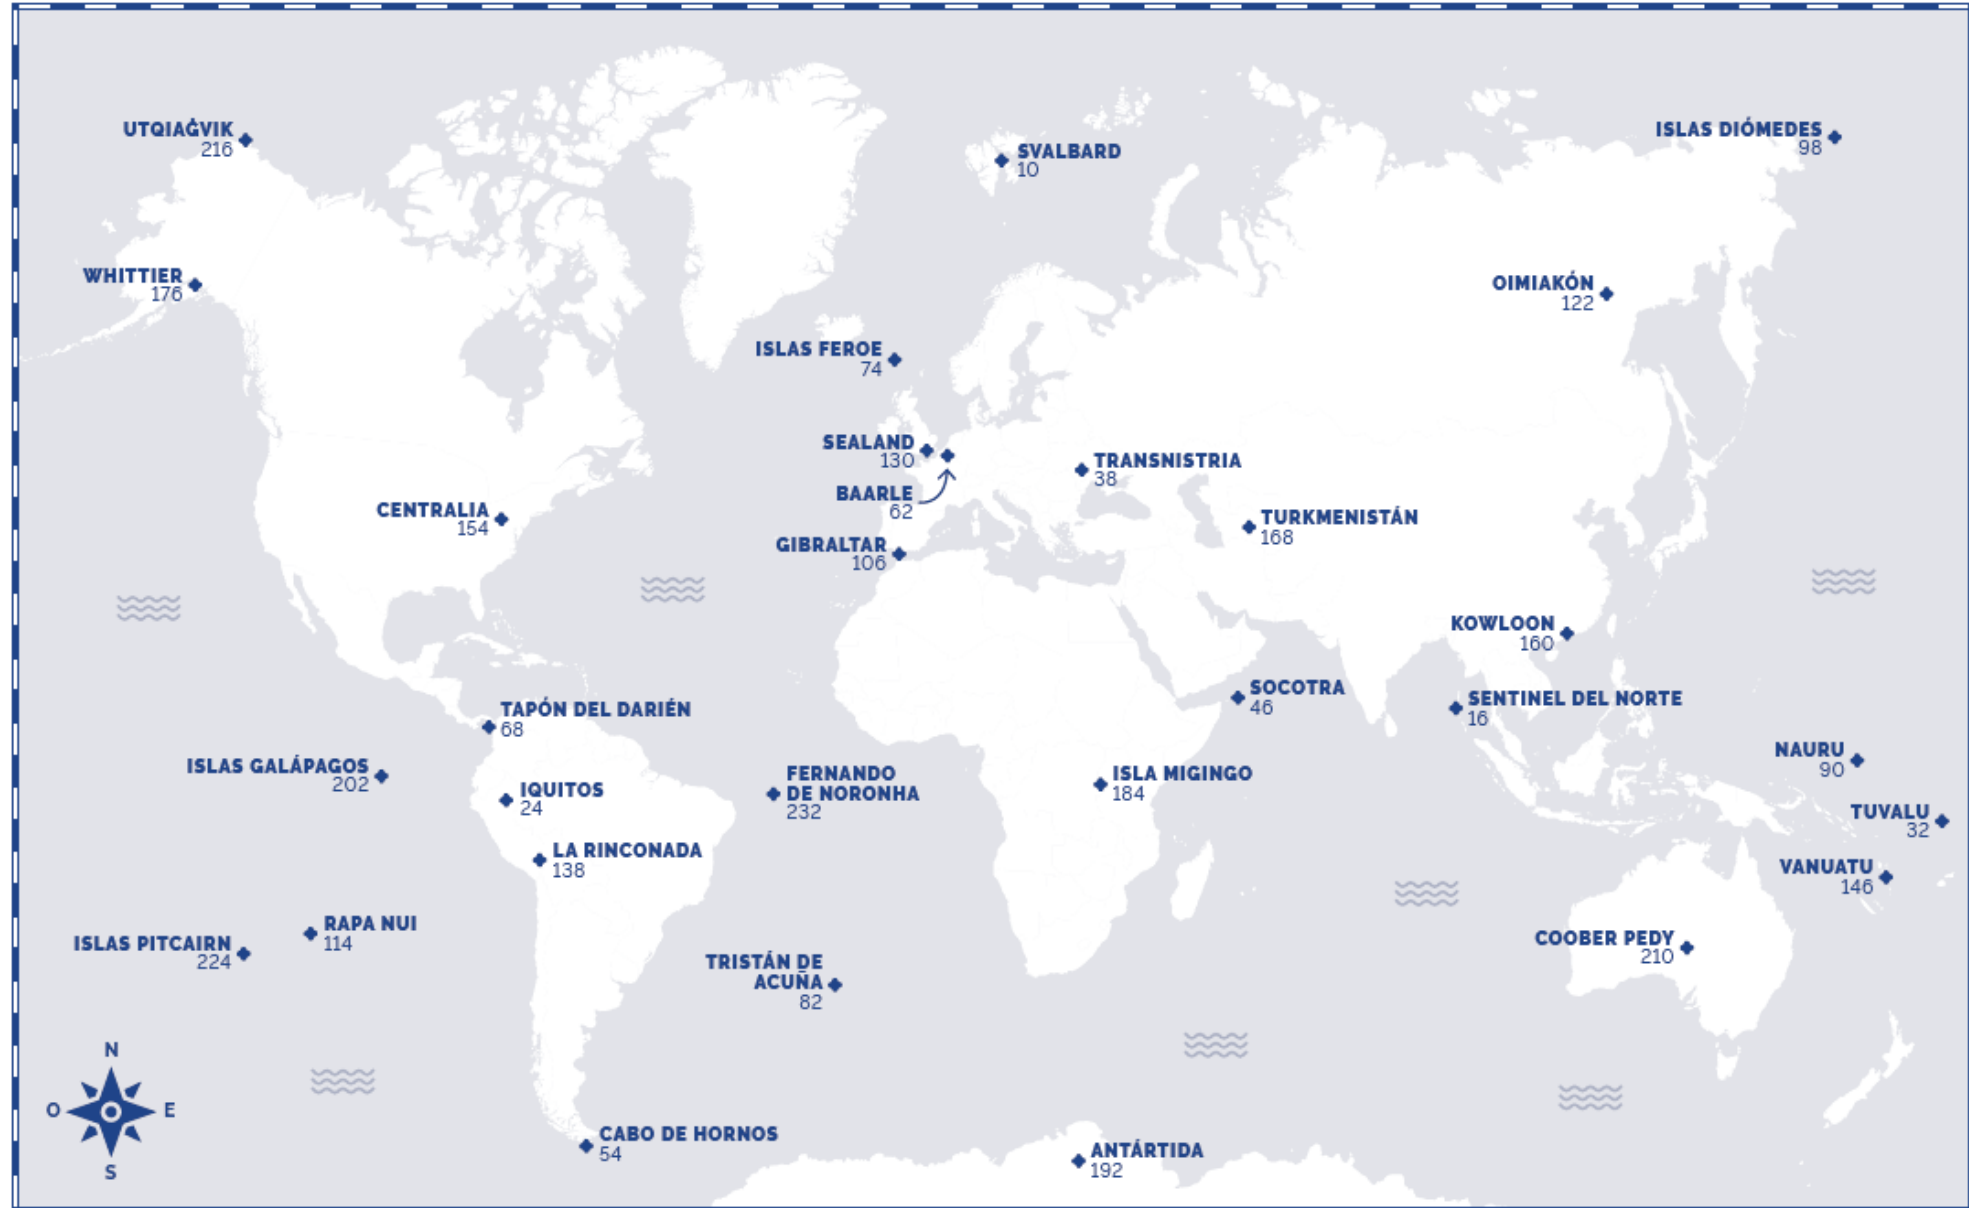 UTQIAĠVIK
216
ISLAS DIÓMEDES
98
SVALBARD
10
WHITTIER
176
OIMIAKÓN
122
ISLAS FEROE
74
SEALAND
130
BAARLE
62
TRANSNISTRIA
38
CENTRALIA
154
TURKMENISTÁN
168
GIBRALTAR
106
KOWLOON
160
SOCOTRA
46
SENTINEL DEL NORTE
16
TAPÓN DEL DARIÉN
68
NAURU
90
ISLAS GALÁPAGOS
202
IQUITOS
24
FERNANDO
DE NORONHA
232
ISLA MIGINGO
184
TUVALU
32
LA RINCONADA
138
VANUATU
146
RAPA NUI
114
ISLAS PITCAIRN
224
COOBER PEDY
210
TRISTÁN DE
ACUÑA
82
N
O
E
S
CABO DE HORNOS
54
ANTÁRTIDA
192